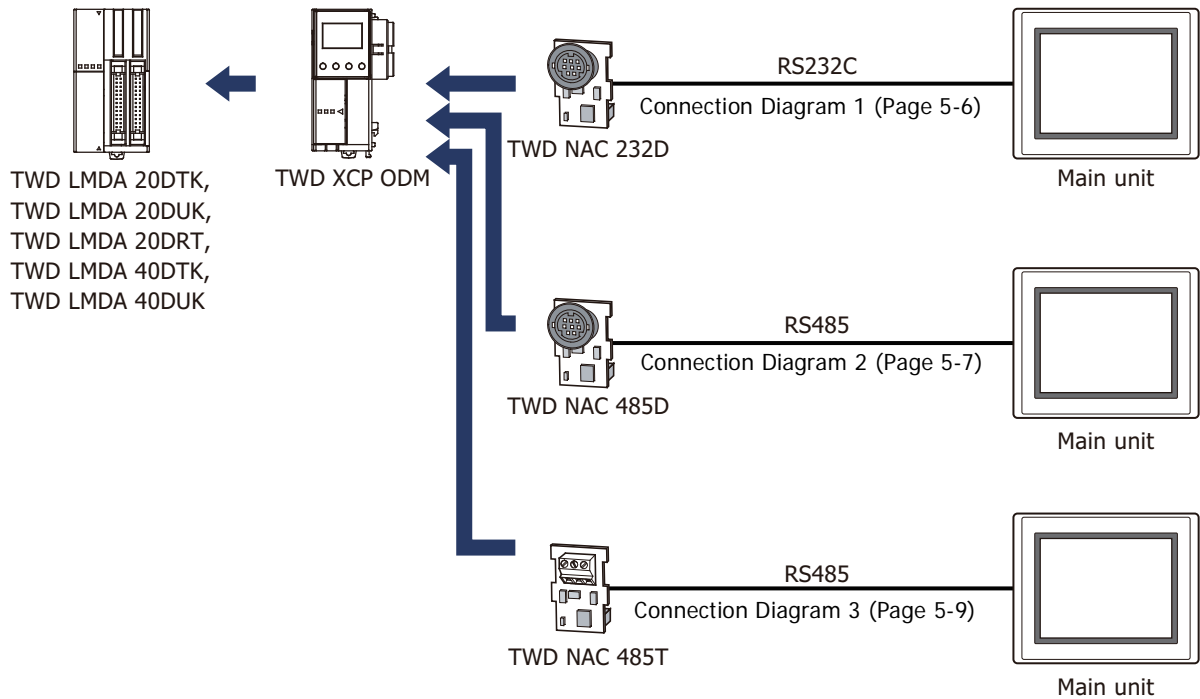 RS232C
Connection Diagram 1 (Page 5-6)
TWD NAC 232D
Main unit
TWD LMDA 20DTK,
TWD LMDA 20DUK,
TWD LMDA 20DRT,
TWD LMDA 40DTK,
TWD LMDA 40DUK
TWD XCP ODM
RS485
Connection Diagram 2 (Page 5-7)
TWD NAC 485D
Main unit
RS485
Connection Diagram 3 (Page 5-9)
TWD NAC 485T
Main unit